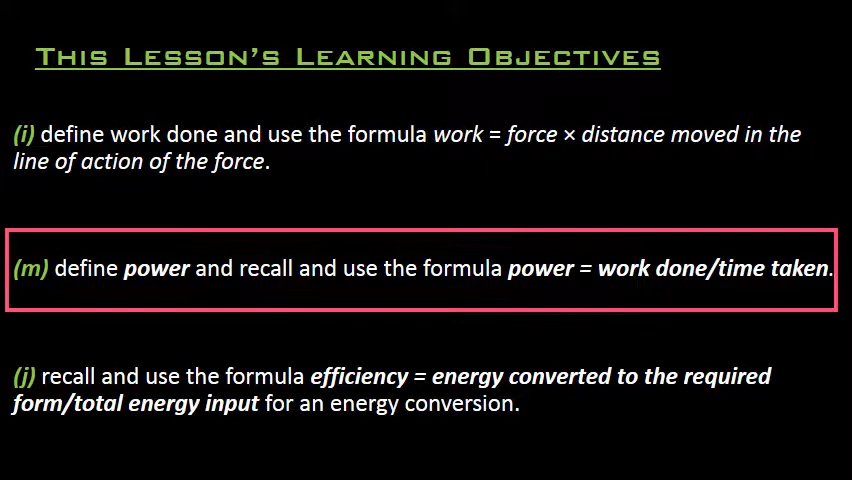 This Lesson's Learning Objectives
(i) define work done and use the formula work = force × distance moved in the
line of action of the force.
(m) define power and recall and use the formula power = work done/time taken.
(j) recall and use the formula efficiency = energy converted to the required
form/total energy input for an energy conversion.